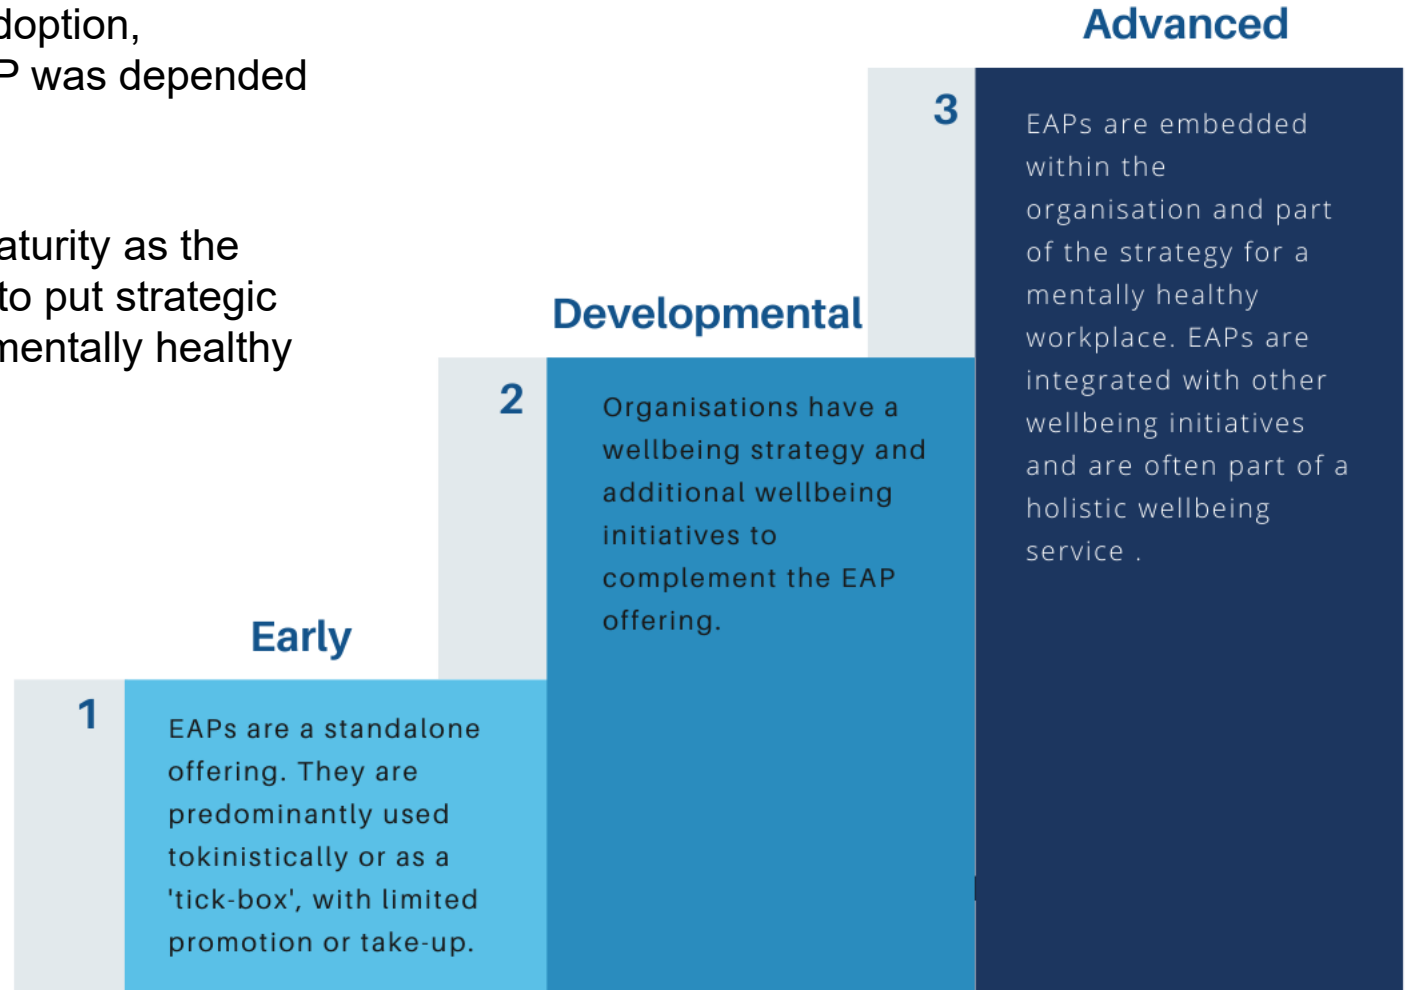 doption,
P was depended
aturity as the
to put strategic
mentally healthy
Advanced
3
EAPs are embedded
within the
organisation and part
of the strategy for a
mentally healthy
workplace. EAPs are
integrated with other
wellbeing initiatives
and are often part of a
holistic wellbeing
service .
Developmental
2
Organisations have a
wellbeing strategy and
additional wellbeing
initiatives to
complement the EAP
offering.
Early
1
EAPs are a standalone
offering. They are
predominantly used
tokinistically or as a
'tick-box', with limited
promotion or take-up.